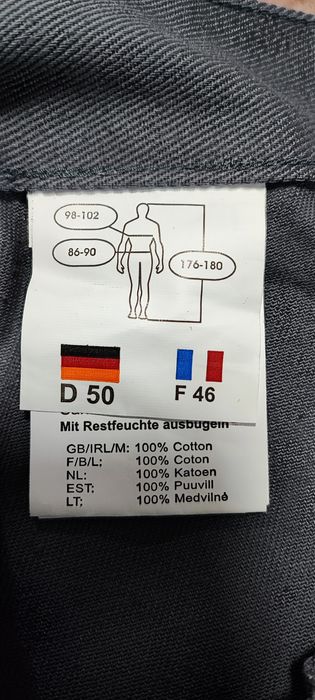 98-102
86-90
176-180
D 50
F 46
Mit Restfeuchte ausbügeln
GB/IRL/M: 100% Cotton
F/B/L; 100% Coton
NL: 100% Katoen
EST: 100% Puuvill
LT; 100% Medvilnė